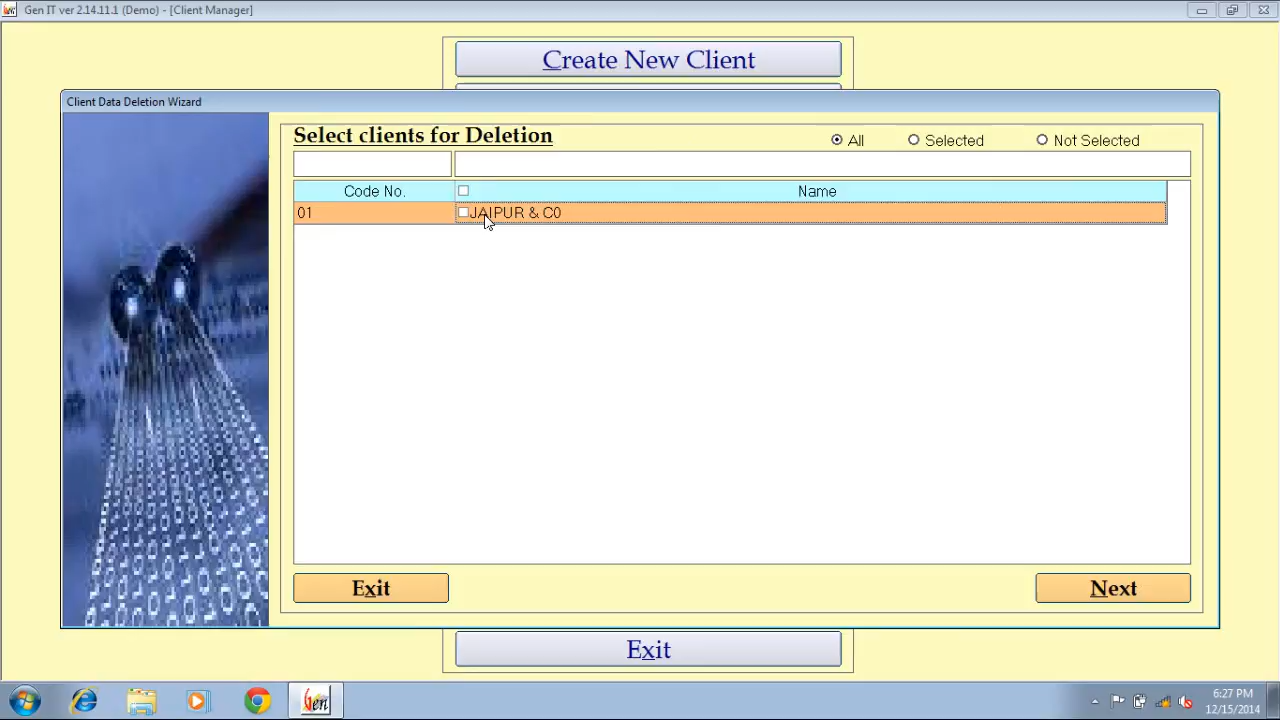 Gen IT ver 2.14.11.1 (Demo) - [Client Manager]
Create New Client
Client Data Deletion Wizard
Select clients for Deletion
All Selected Not Selected
Code No. Name
01 JAIPUR & C0
Exit Next
Exit
Gen
6:27 PM
12/15/2014